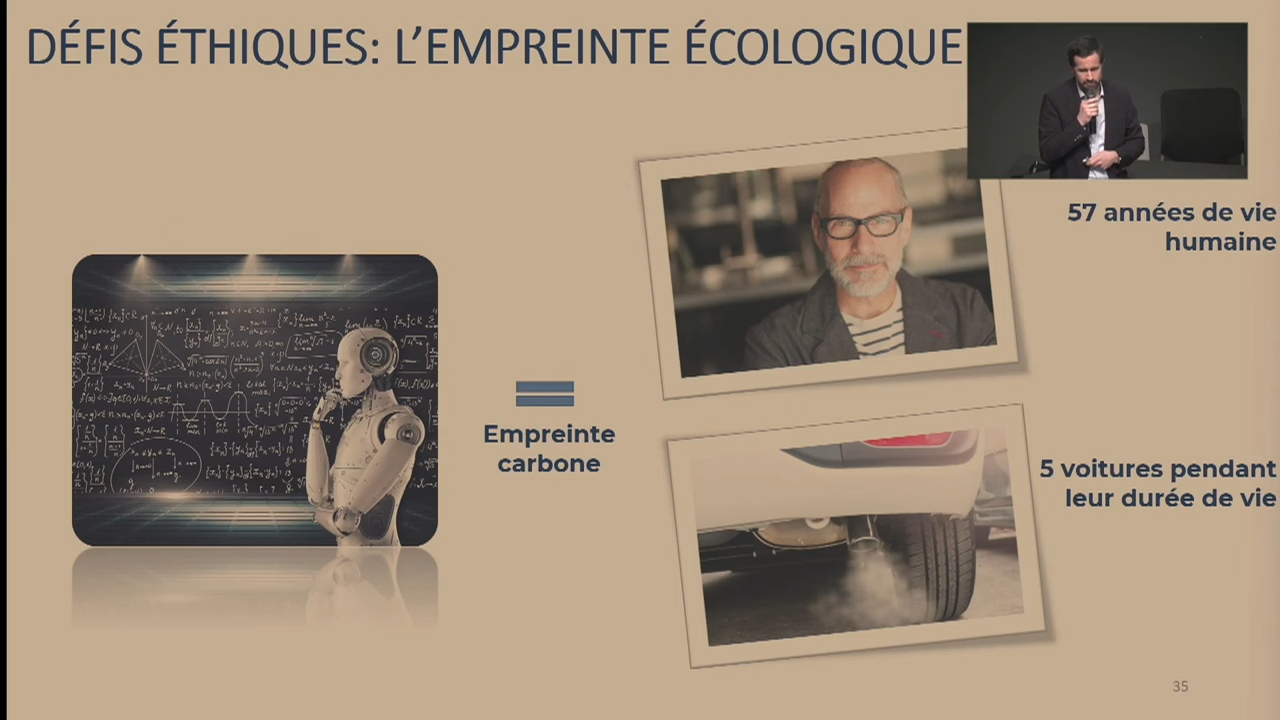 DÉFIS ÉTHIQUES: L'EMPREINTE ÉCOLOGIQUE
57 années de vie
humaine
Empreinte
carbone
5 voitures pendant
leur durée de vie
35